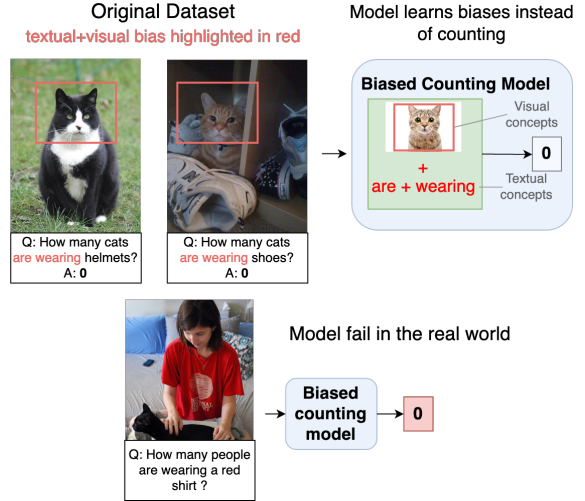 Original Dataset
textual+visual bias highlighted in red
Model learns biases instead
of counting
Q: How many cats
are wearing helmets?
A: 0
Q: How many cats
are wearing shoes?
A: 0
Biased Counting Model
Visual
concepts
+
are + wearing
Textual
concepts
0
Model fail in the real world
Q: How many people
are wearing a red
shirt ?
Biased
counting
model
0